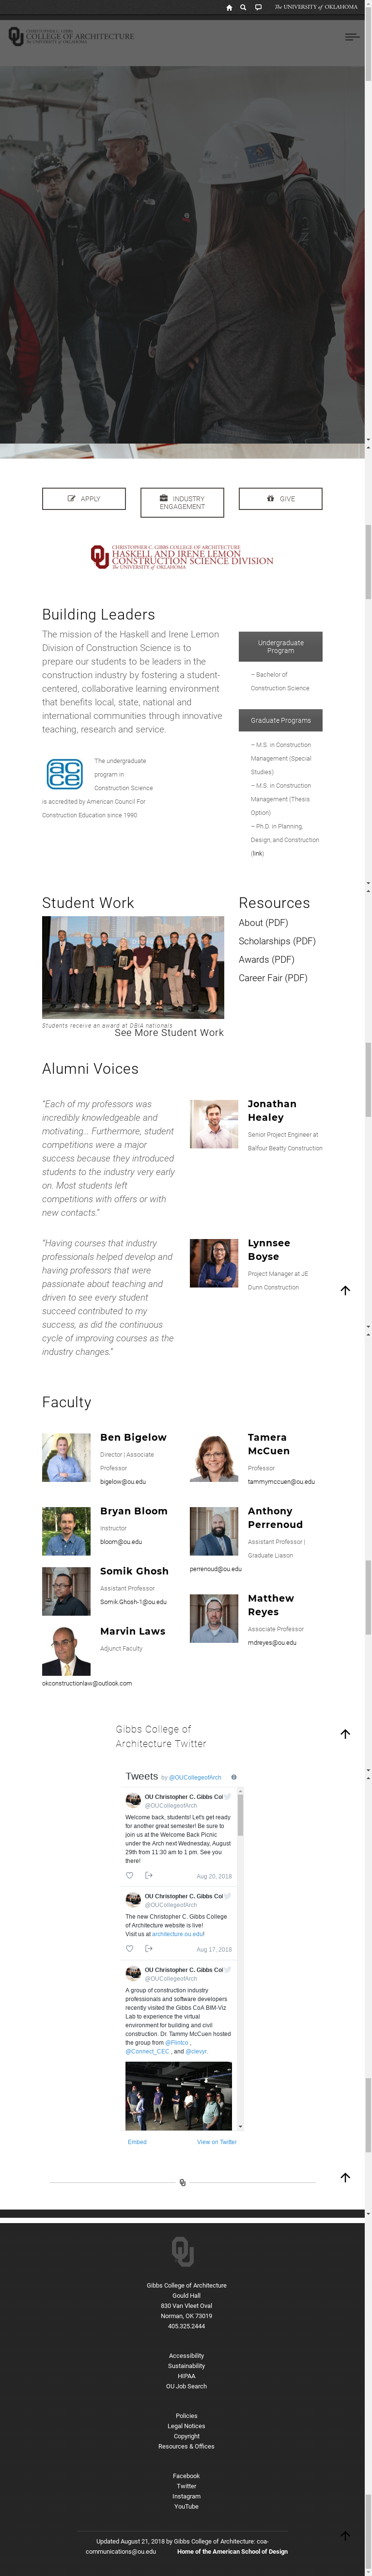 The UNIVERSITY of OKLAHOMA
CHRISTOPHER C. GIBBS
COLLEGE OF ARCHITECTURE
The UNIVERSITY of OKLAHOMA
APPLY
INDUSTRY
ENGAGEMENT
GIVE
CHRISTOPHER C. GIBBS COLLEGE OF ARCHITECTURE
HASKELL AND IRENE LEMON
CONSTRUCTION SCIENCE DIVISION
The UNIVERSITY of OKLAHOMA
Building Leaders
The mission of the Haskell and Irene Lemon
Division of Construction Science is to
prepare our students to be leaders in the
construction industry by fostering a student-
centered, collaborative learning environment
that benefits local, state, national and
international communities through innovative
teaching, research and service.
acce
The undergraduate
program in
Construction Science
is accredited by American Council For
Construction Education since 1990
Undergraduate
Program
– Bachelor of
Construction Science
Graduate Programs
– M.S. in Construction
Management (Special
Studies)
– M.S. in Construction
Management (Thesis
Option)
– Ph.D. in Planning,
Design, and Construction
(link)
Student Work
Students receive an award at DBIA nationals
See More Student Work
Resources
About (PDF)
Scholarships (PDF)
Awards (PDF)
Career Fair (PDF)
Alumni Voices
“Each of my professors was
incredibly knowledgeable and
motivating... Furthermore, student
competitions were a major
success because they introduced
students to the industry very early
on. Most students left
competitions with offers or with
new contacts.”
Jonathan
Healey
Senior Project Engineer at
Balfour Beatty Construction
“Having courses that industry
professionals helped develop and
having professors that were
passionate about teaching and
driven to see every student
succeed contributed to my
success, as did the continuous
cycle of improving courses as the
industry changes.”
Lynnsee
Boyse
Project Manager at JE
Dunn Construction
Faculty
Ben Bigelow
Director | Associate
Professor
bigelow@ou.edu
Tamera
McCuen
Professor
tammymccuen@ou.edu
Bryan Bloom
Instructor
bloom@ou.edu
Anthony
Perrenoud
Assistant Professor |
Graduate Liason
perrenoud@ou.edu
Somik Ghosh
Assistant Professor
Somik.Ghosh-1@ou.edu
Matthew
Reyes
Associate Professor
mdreyes@ou.edu
Marvin Laws
Adjunct Faculty
okconstructionlaw@outlook.com
Gibbs College of
Architecture Twitter
Tweets by @OUCollegeofArch
OU Christopher C. Gibbs Col
@OUCollegeofArch
Welcome back, students! Let's get ready
for another great semester! Be sure to
join us at the Welcome Back Picnic
under the Arch next Wednesday, August
29th from 11:30 am to 1 pm. See you
there!
Aug 20, 2018
OU Christopher C. Gibbs Col
@OUCollegeofArch
The new Christopher C. Gibbs College
of Architecture website is live!
Visit us at architecture.ou.edu!
Aug 17, 2018
OU Christopher C. Gibbs Col
@OUCollegeofArch
A group of construction industry
professionals and software developers
recently visited the Gibbs CoA BIM-Viz
Lab to experience the virtual
environment for building and civil
construction. Dr. Tammy McCuen hosted
the group from @Flintco ,
@Connect_CEC , and @clevyr.
Embed
View on Twitter
Gibbs College of Architecture
Gould Hall
830 Van Vleet Oval
Norman, OK 73019
405.325.2444
Accessibility
Sustainability
HIPAA
OU Job Search
Policies
Legal Notices
Copyright
Resources & Offices
Facebook
Twitter
Instagram
YouTube
Updated August 21, 2018 by Gibbs College of Architecture: coa-
communications@ou.edu Home of the American School of Design